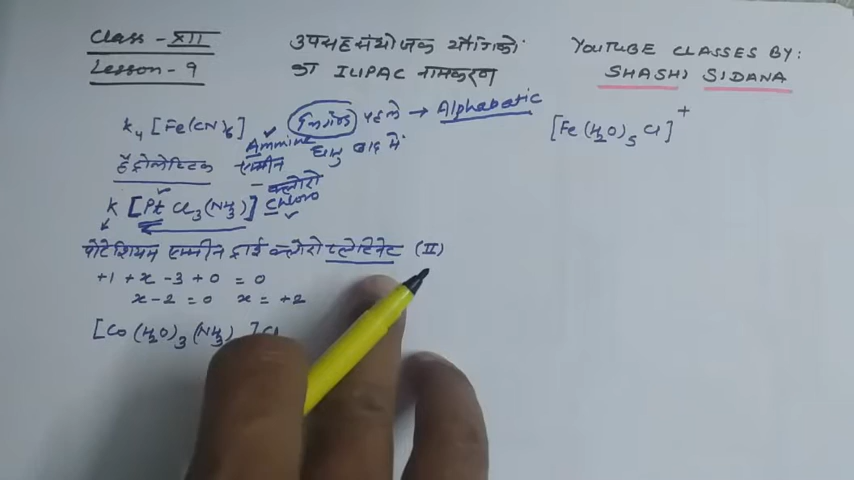 Class - XII
Lesson - 9
उपसहसंयोजक यौगिकों
का IUPAC नामकरण
YOUTUBE CLASSES BY:
SHASHI SIDANA
K4 [Fe(CN)6]
पहले → Alphabetic
Ammine
धातु बाद में
हैट्रोलेप्टिक एम्मीन
- क्लोरो
K [Pt Cl3 (NH3)] Chloro
पोटेशियम एम्मीन ट्राई क्लोरो प्लेटिनेट (II)
+1 + x - 3 + 0 = 0
x - 2 = 0 x = +2
[Co (H2O)3 (NH3) ] Cl
[Fe (H2O)5 Cl]+